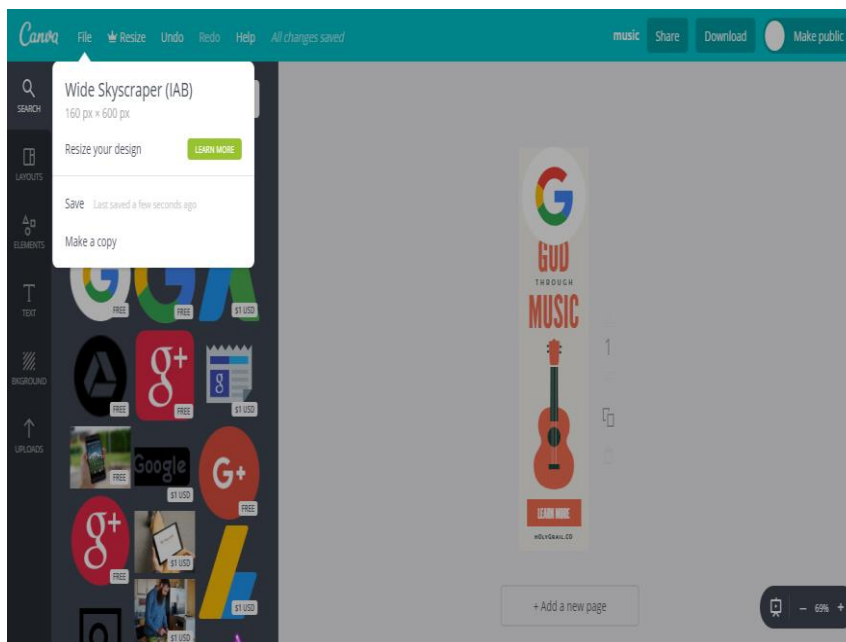 Canva File Resize Undo Redo Help All changes saved music Share Download Make public
SEARCH
LAYOUTS
ELEMENTS
TEXT
BKGROUND
UPLOADS
Wide Skyscraper (IAB)
160 px × 600 px
Resize your design LEARN MORE
Save Last saved a few seconds ago
Make a copy
FREE FREE $1 USD
g+ 8
FREE FREE $1 USD
Google G+
FREE $1 USD FREE
g+
FREE $1 USD
$1 USD
$1 USD
G
GOD
THROUGH
MUSIC
LEARN MORE
HOLYGRAIL.CO
1
+ Add a new page
– 69% +